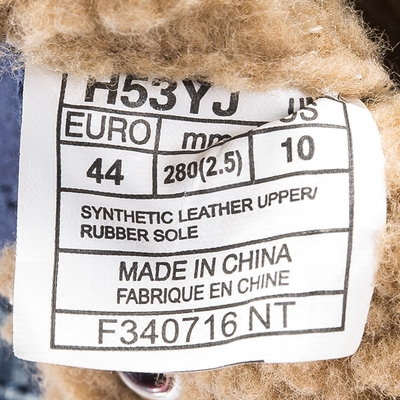 H53YJ US
EURO mm 10
44 280(2.5)
SYNTHETIC LEATHER UPPER/
RUBBER SOLE
MADE IN CHINA
FABRIQUE EN CHINE
F340716 NT